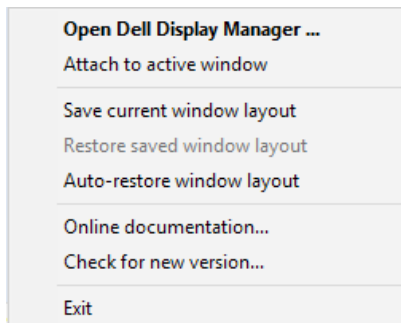 Open Dell Display Manager ...
Attach to active window
Save current window layout
Restore saved window layout
Auto-restore window layout
Online documentation...
Check for new version...
Exit